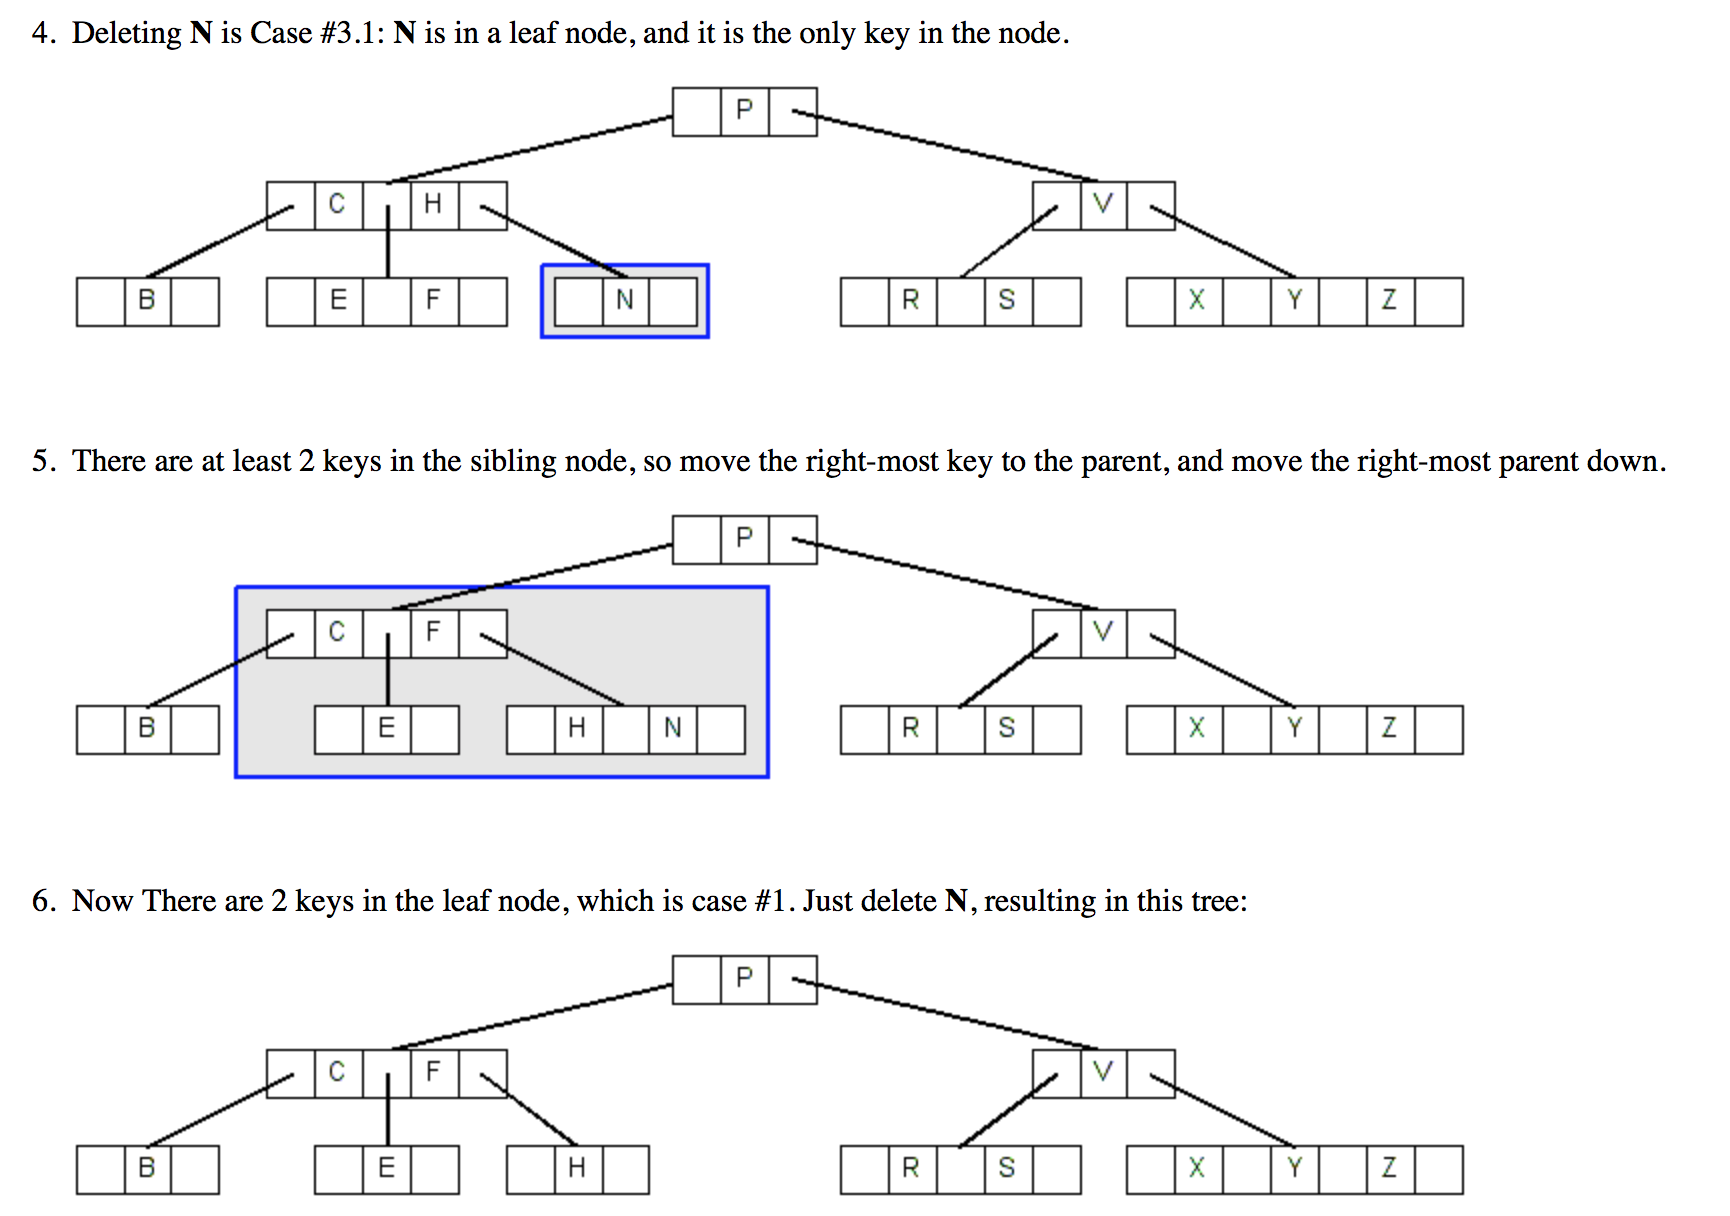 4. Deleting N is Case #3.1: N is in a leaf node, and it is the only key in the node.
P
C H V
B E F N R S X Y Z
5. There are at least 2 keys in the sibling node, so move the right-most key to the parent, and move the right-most parent down.
P
C F V
B E H N R S X Y Z
6. Now There are 2 keys in the leaf node, which is case #1. Just delete N, resulting in this tree:
P
C F V
B E H R S X Y Z